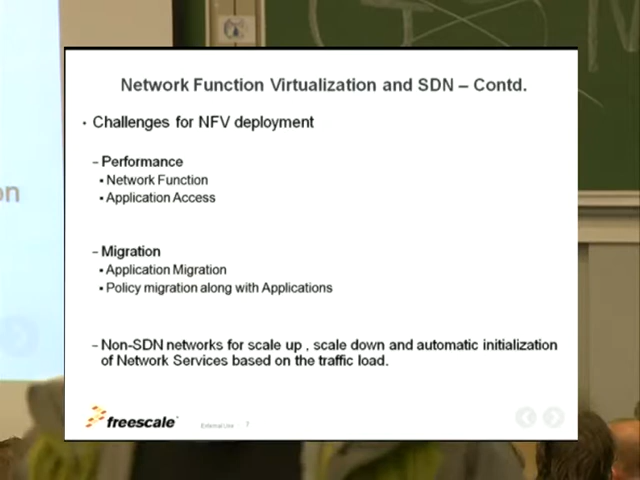 Network Function Virtualization and SDN – Contd.
• Challenges for NFV deployment
– Performance
▪ Network Function
▪ Application Access
– Migration
▪ Application Migration
▪ Policy migration along with Applications
– Non-SDN networks for scale up , scale down and automatic initialization
of Network Services based on the traffic load.
freescale
External Use 7
on